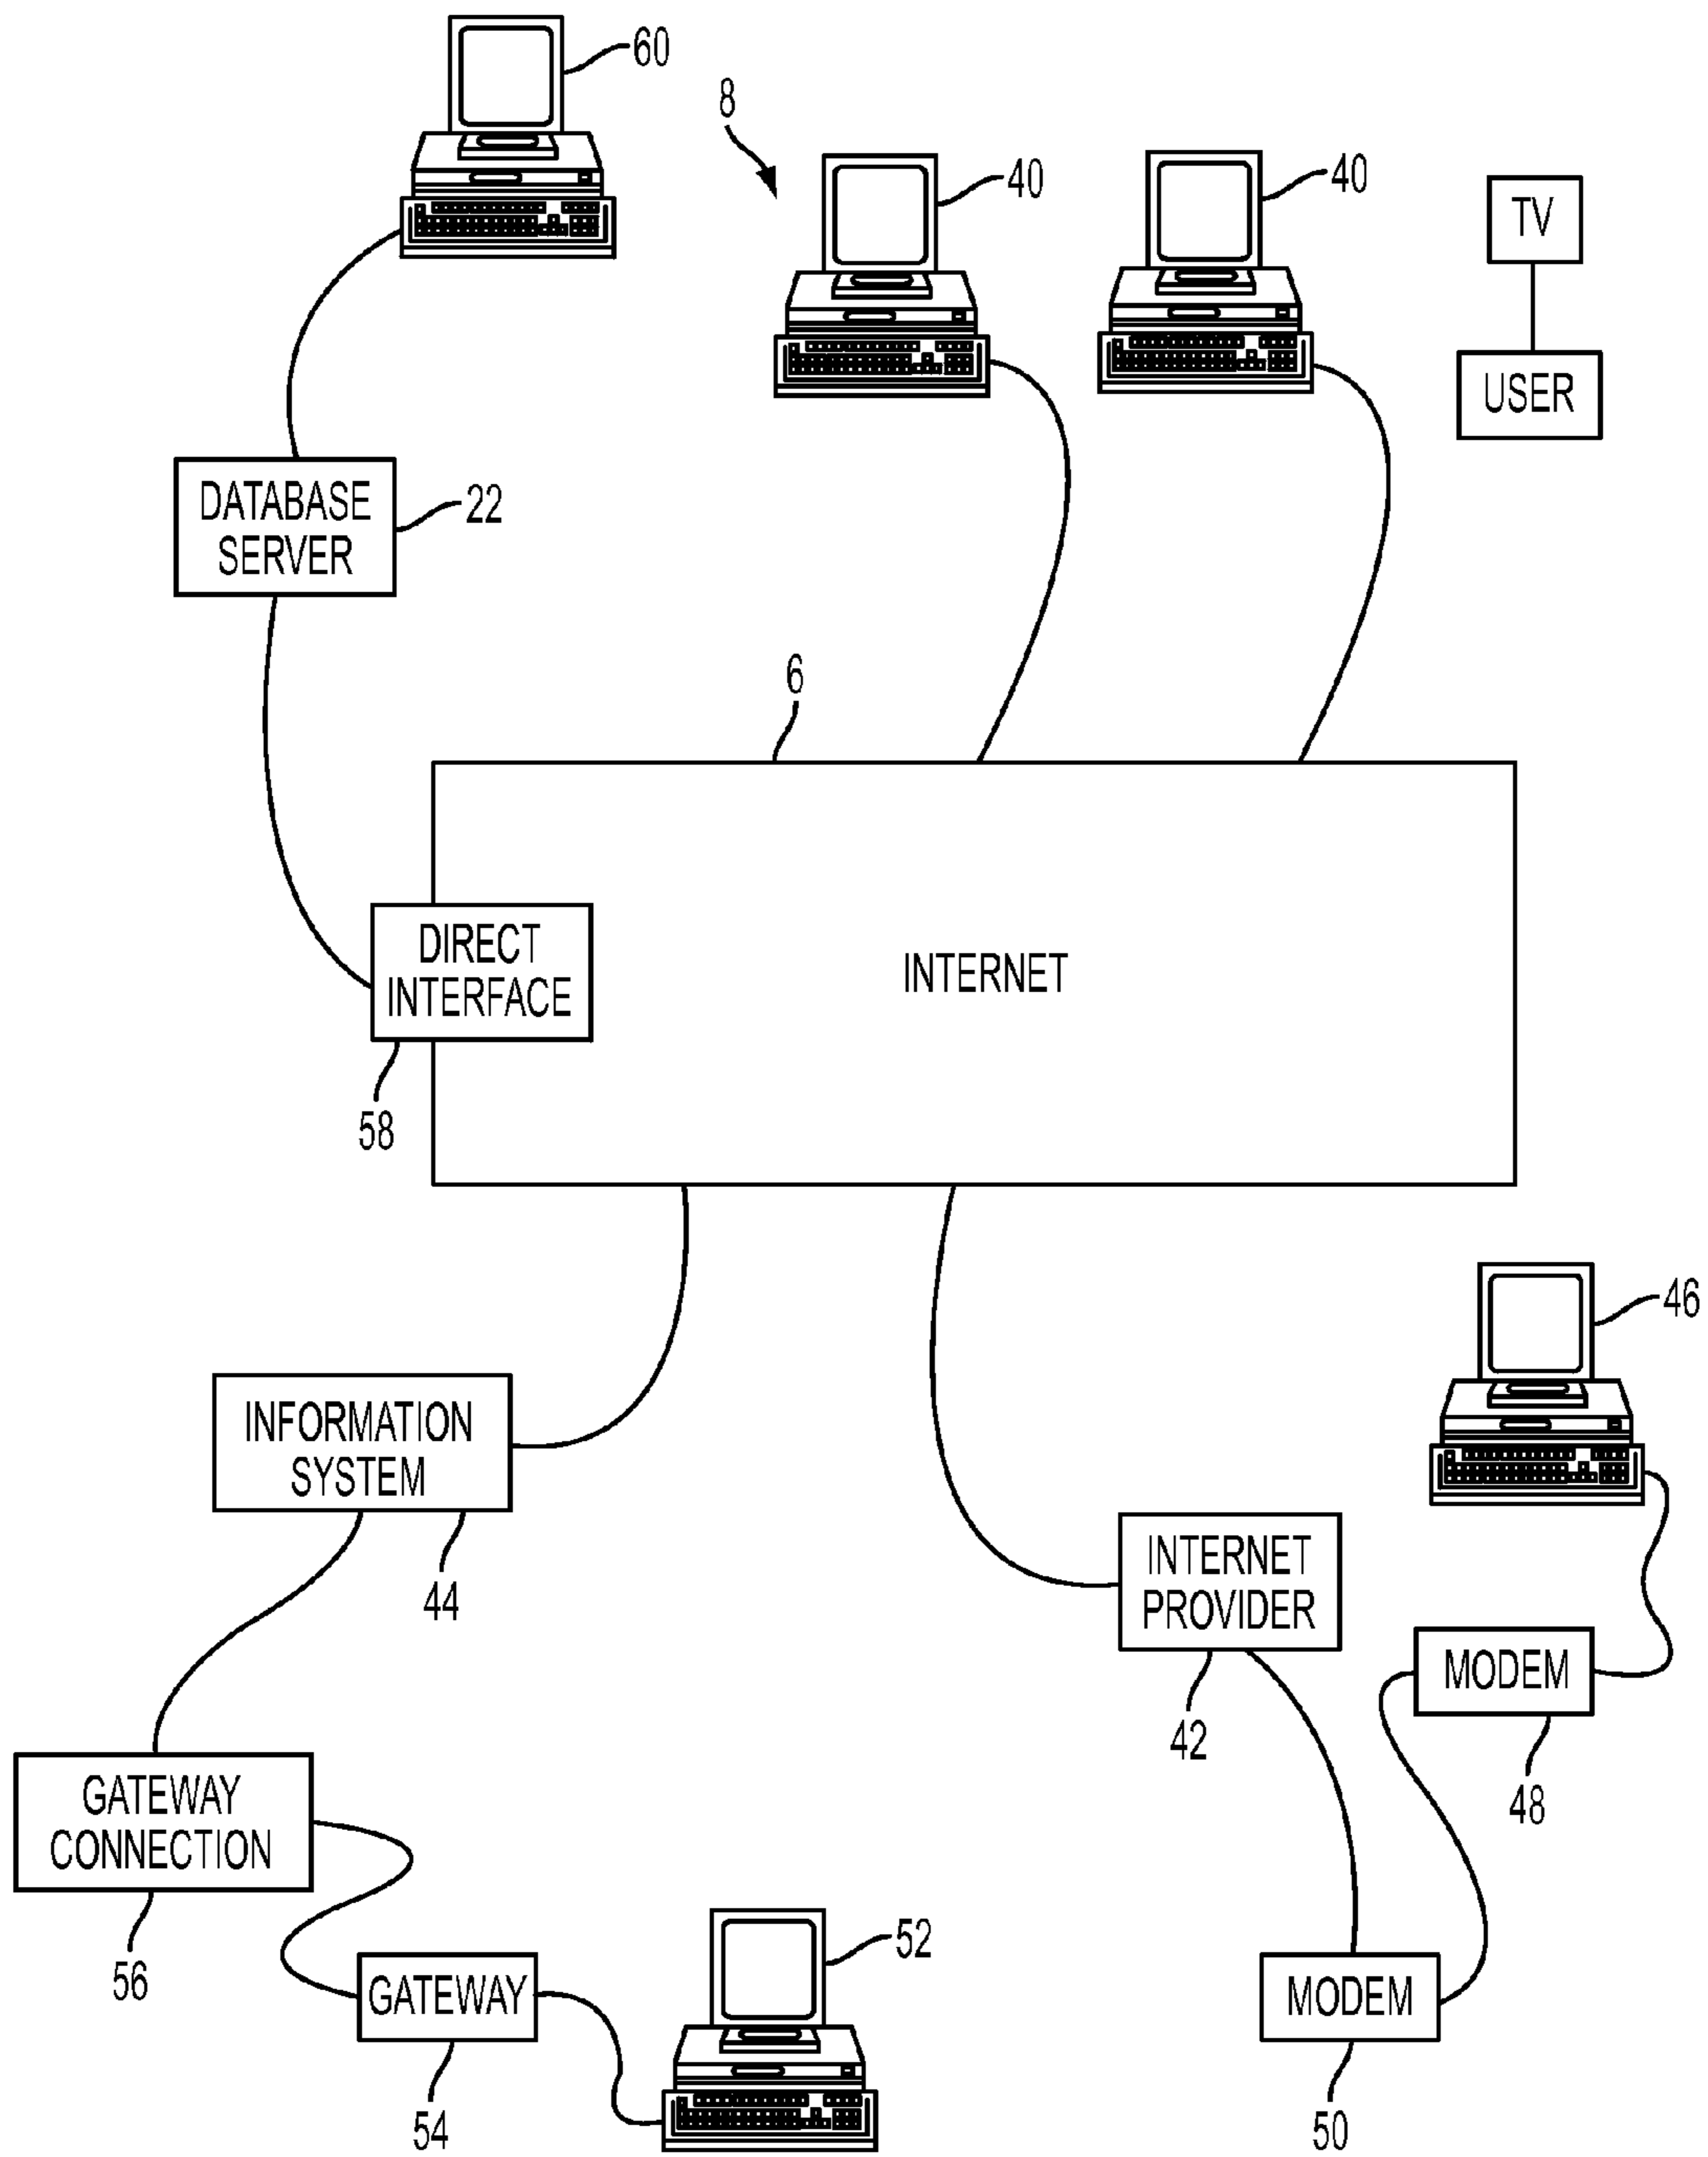 60
8
40
40
TV
USER
DATABASE
SERVER
22
6
DIRECT
INTERFACE
INTERNET
58
46
INFORMATION
SYSTEM
44
INTERNET
PROVIDER
42
MODEM
48
GATEWAY
CONNECTION
56
52
GATEWAY
54
MODEM
50